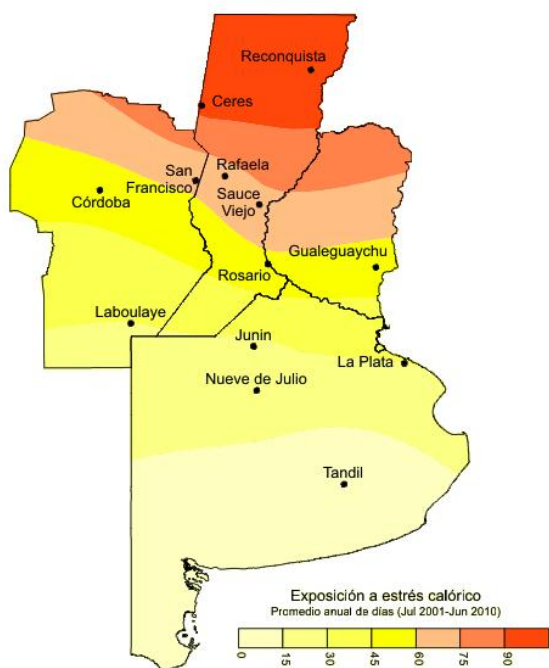 Reconquista
Ceres
Rafaela
San
Francisco
Sauce
Viejo
Córdoba
Gualeguaychu
Rosario
Laboulaye
Junin
La Plata
Nueve de Julio
Tandil
Exposición a estrés calórico
Promedio anual de días (Jul 2001-Jun 2010)
0 15 30 45 60 75 90